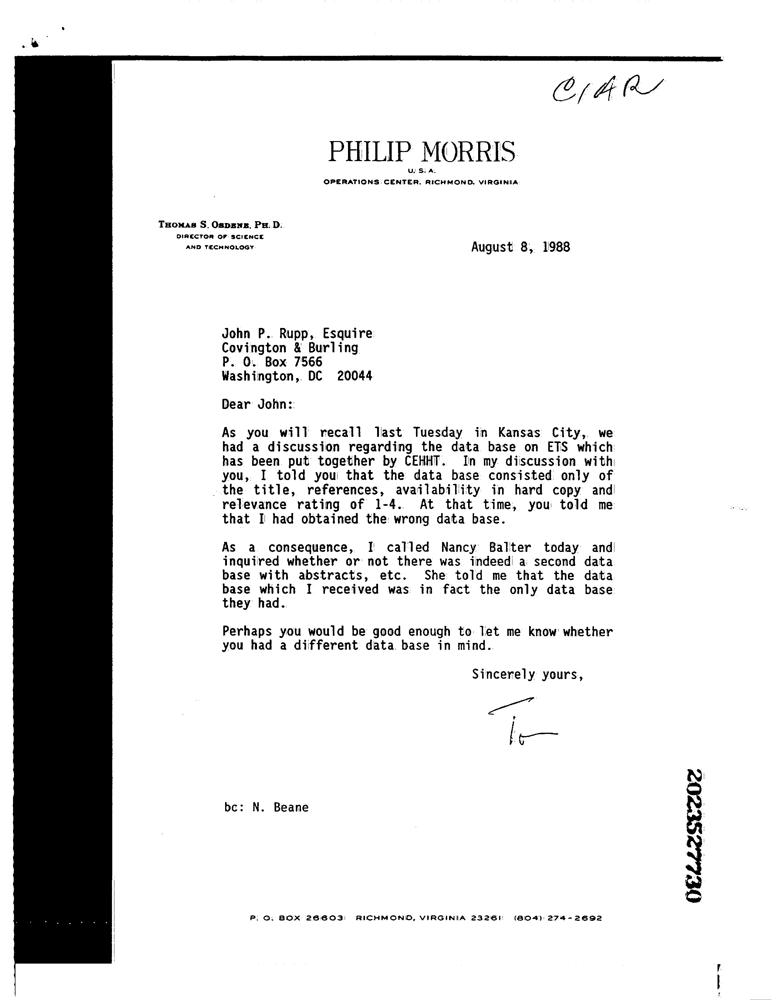 CIAR
PHILIP MORRIS
U. S. A.
OPERATIONS CENTER, RICHMOND, VIRGINIA
THOMAS S. OSDENE, PH. D.
DIRECTOR OF SCIENCE
AND TECHNOLOGY
August 8, 1988
John P. Rupp, Esquire
Covington & Burling
P. O. Box 7566
Washington, DC 20044
Dear John:
As you will recall last Tuesday in Kansas City, we
had a discussion regarding the data base on ETS which
has been put together by CEHHT. In my discussion with
you, I told you that the data base consisted only of
the title, references, availability in hard copy and
relevance rating of 1-4. At that time, you told me
that I had obtained the wrong data base.
As a consequence, I called Nancy Balter today and
inquired whether or not there was indeed a second data
base with abstracts, etc. She told me that the data
base which I received was in fact the only data base
they had.
Perhaps you would be good enough to let me know whether
you had a different data base in mind.
Sincerely yours,
Tom
bc: N. Beane
2023527730
P. O. BOX 26603 RICHMOND, VIRGINIA 23261 (804) 274-2692